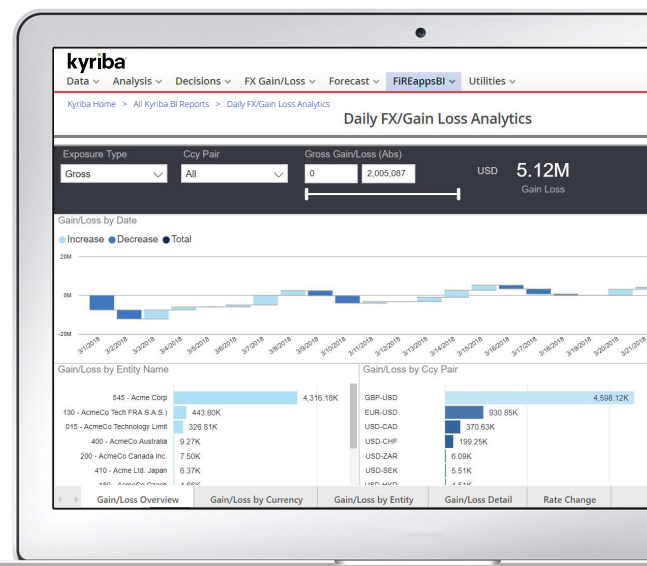 kyriba
Data Analysis Decisions FX Gain/Loss Forecast FiREappsBI Utilities
Kyriba Home > All Kyriba BI Reports > Daily FX/Gain Loss Analytics
Daily FX/Gain Loss Analytics
Exposure Type Ccy Pair Gross Gain/Loss (Abs)
Gross All 0 2,005,087 USD 5.12M
Gain Loss
Gain/Loss by Date
Increase Decrease Total
20M
0M
-20M
3/1/2018 3/2/2018 3/3/2018 3/4/2018 3/5/2018 3/6/2018 3/7/2018 3/8/2018 3/9/2018 3/10/2018 3/11/2018 3/12/2018 3/13/2018 3/14/2018 3/15/2018 3/16/2018 3/17/2018 3/18/2018 3/19/2018 3/20/2018 3/21/2018
Gain/Loss by Entity Name Gain/Loss by Ccy Pair
545 - Acme Corp 4,316.18K GBP-USD 4,598.12K
130 - AcmeCo Tech FRA S.A.S.) 443.80K EUR-USD 930.85K
015 - AcmeCo Technology Limit 326.81K USD-CAD 370.63K
400 - AcmeCo Australia 9.27K USD-CHF 199.25K
200 - AcmeCo Canada Inc. 7.50K USD-ZAR 6.09K
410 - Acme Ltd. Japan 6.37K USD-SEK 5.51K
180 - AcmeCo Czech 4.66K USD-HKD 4.51K
Gain/Loss Overview Gain/Loss by Currency Gain/Loss by Entity Gain/Loss Detail Rate Change